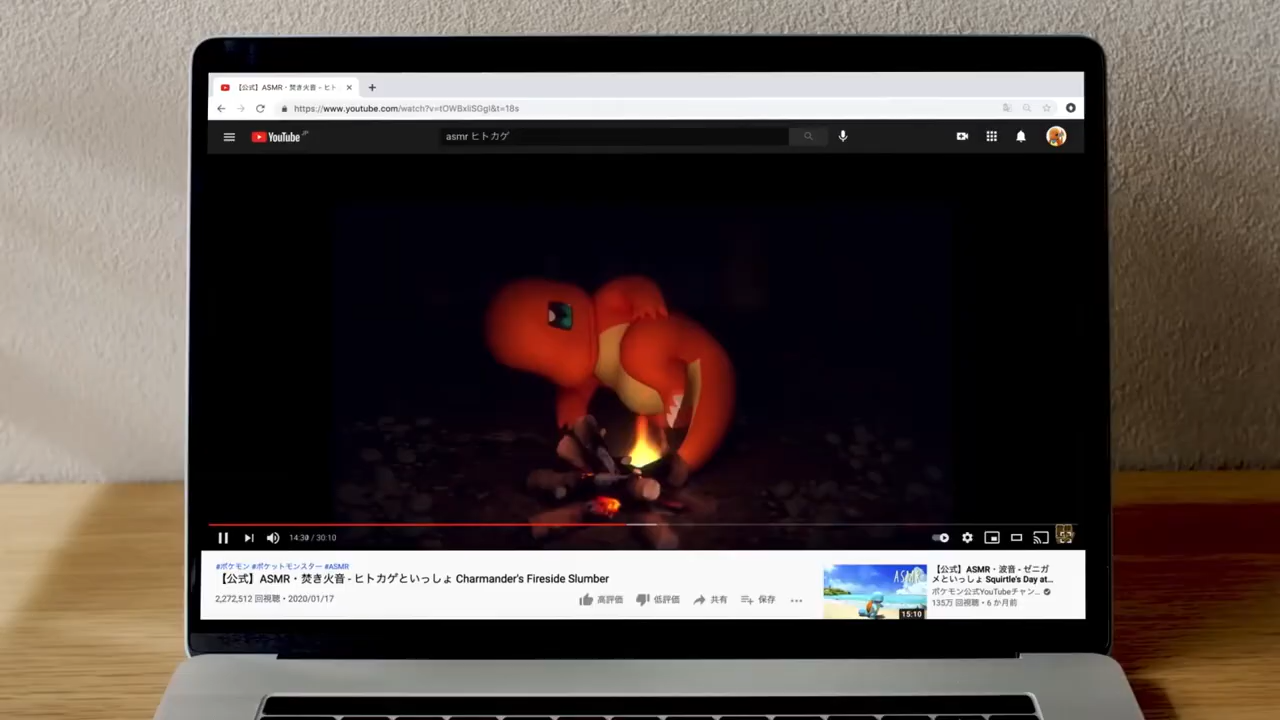 【公式】ASMR・焚き火音 - ヒト
https://www.youtube.com/watch?v=tOWBxliSGgI&t=18s
YouTube JP
asmr ヒトカゲ
14:30 / 30:10
#ポケモン #ポケットモンスター #ASMR
【公式】ASMR・焚き火音 - ヒトカゲといっしょ Charmander's Fireside Slumber
2,272,512 回視聴・2020/01/17
高評価 低評価 共有 保存
ASMR
15:10
【公式】ASMR・波音 - ゼニガ
メといっしょ Squirtle's Day at...
ポケモン公式YouTubeチャン...
135万 回視聴・6 か月前